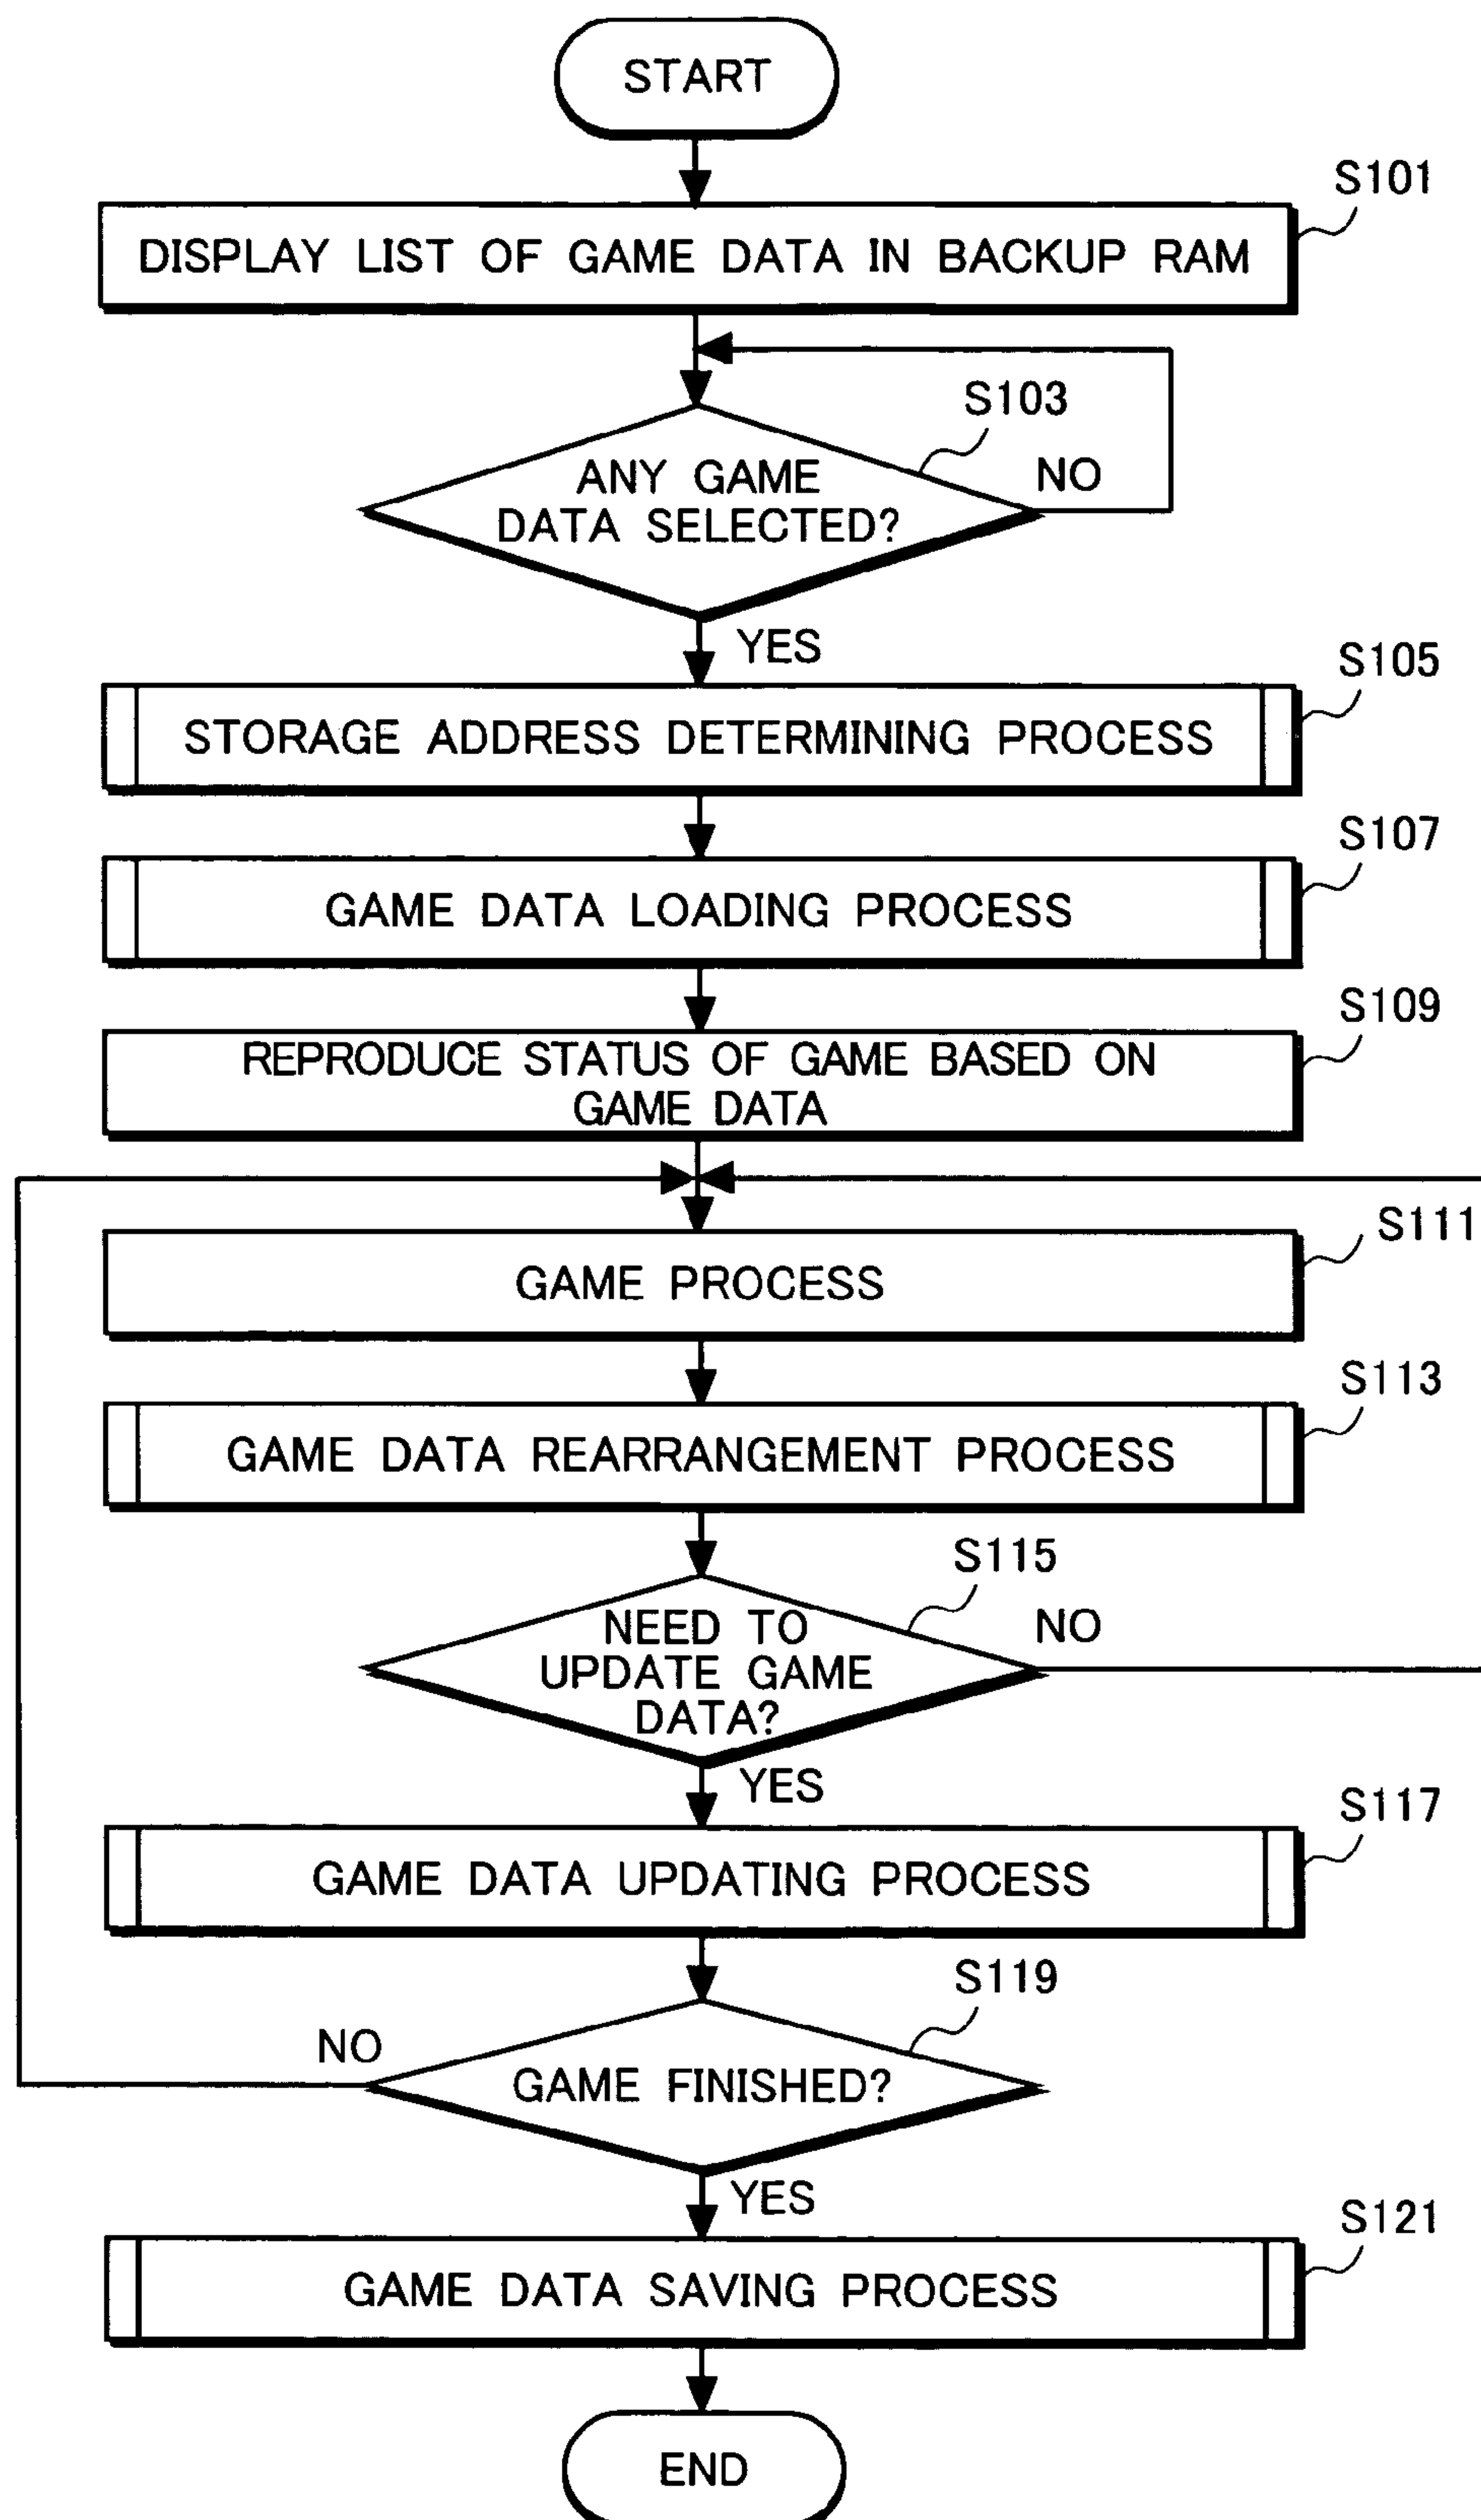 START
S101
DISPLAY LIST OF GAME DATA IN BACKUP RAM
S103
ANY GAME
DATA SELECTED?
NO
YES
S105
STORAGE ADDRESS DETERMINING PROCESS
S107
GAME DATA LOADING PROCESS
S109
REPRODUCE STATUS OF GAME BASED ON
GAME DATA
S111
GAME PROCESS
S113
GAME DATA REARRANGEMENT PROCESS
S115
NEED TO
UPDATE GAME
DATA?
NO
YES
S117
GAME DATA UPDATING PROCESS
S119
NO
GAME FINISHED?
YES
S121
GAME DATA SAVING PROCESS
END